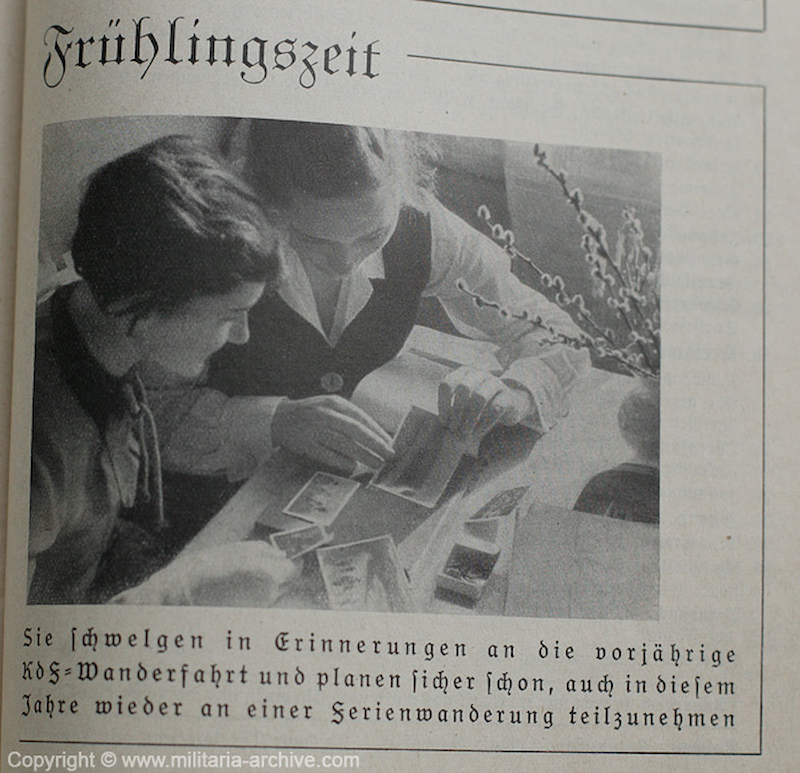 Frühlingszeit
Sie schwelgen in Erinnerungen an die vorjährige
KdF-Wanderfahrt und planen sicher schon, auch in diesem
Jahre wieder an einer Ferienwanderung teilzunehmen
Copyright © www.militaria-archive.com